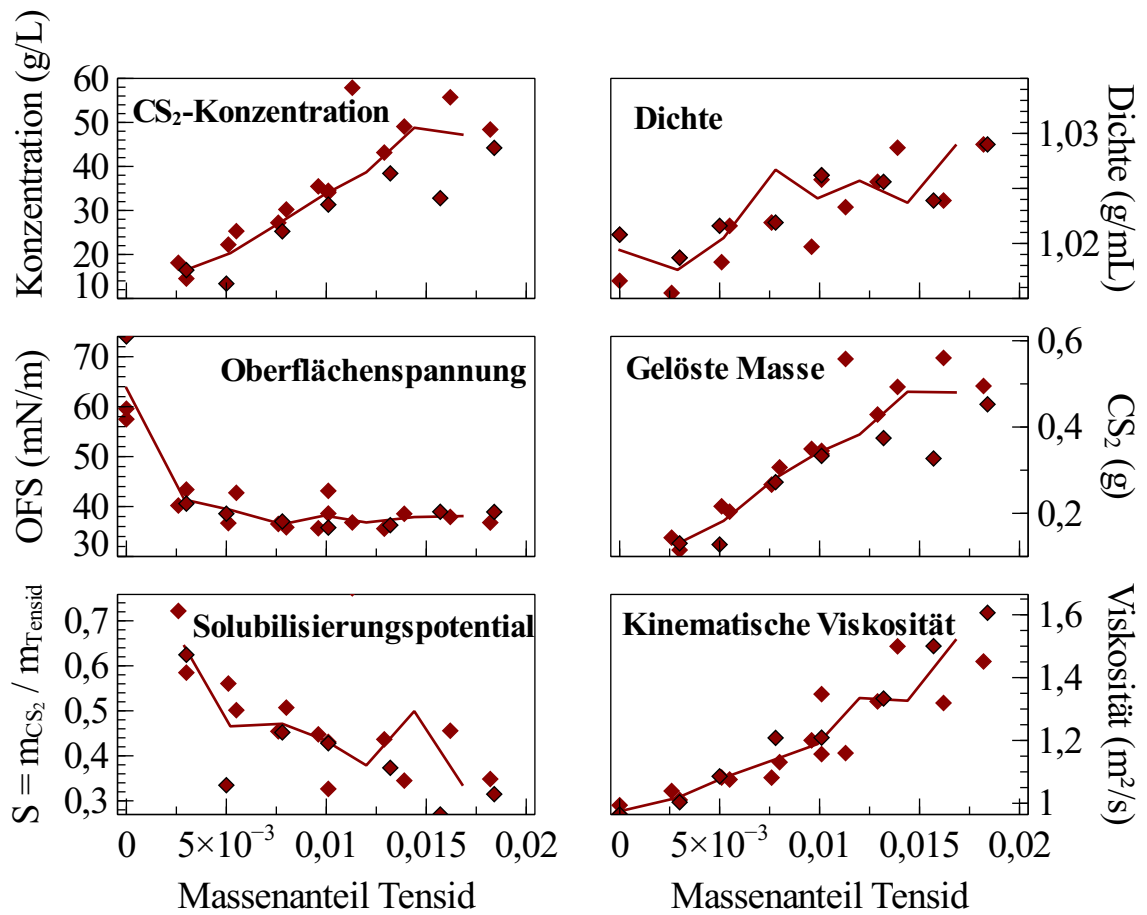 Konzentration (g/L)
60
50
40
30
20
10
CS₂-Konzentration
Dichte
1,03
1,02
Dichte (g/mL)
OFS (mN/m)
70
60
50
40
30
Oberflächenspannung
Gelöste Masse
0,6
0,4
0,2
CS₂ (g)
S = m_CS₂ / m_Tensid
0,7
0,6
0,5
0,4
0,3
Solubilisierungspotential
Kinematische Viskosität
1,6
1,4
1,2
1
Viskosität (m²/s)
0 5×10⁻³ 0,01 0,015 0,02
0 5×10⁻³ 0,01 0,015 0,02
Massenanteil Tensid
Massenanteil Tensid